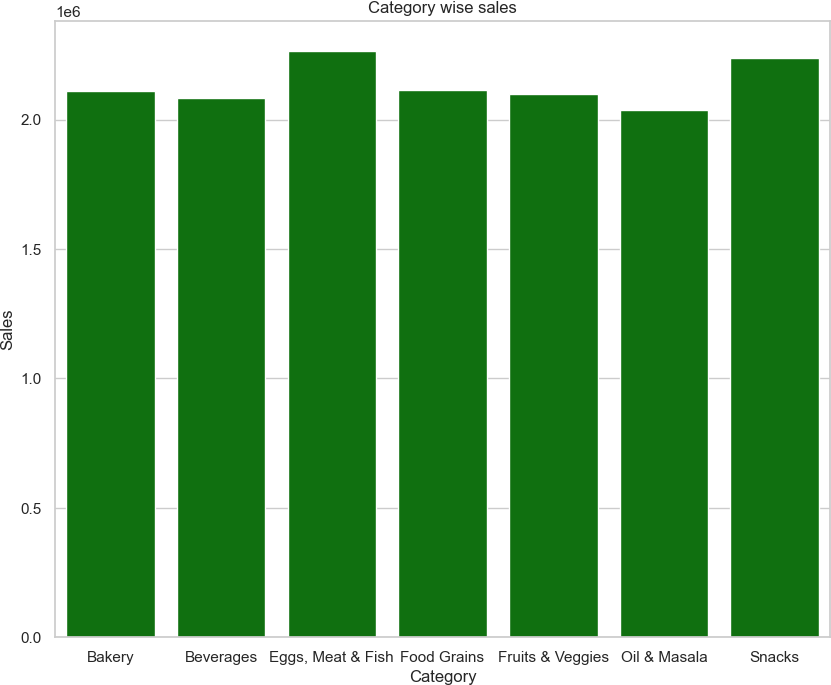 Category wise sales
1e6
2.0
1.5
1.0
0.5
0.0
Sales
Bakery Beverages Eggs, Meat & Fish Food Grains Fruits & Veggies Oil & Masala Snacks
Category